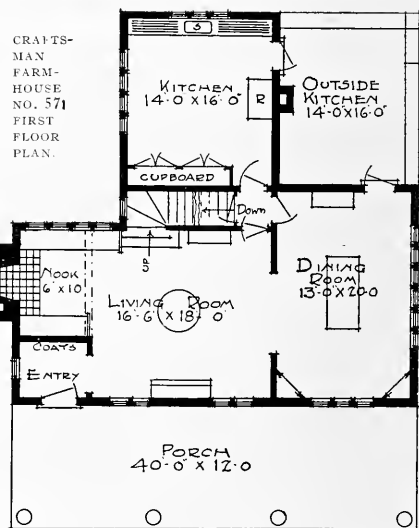 CRAFTS-
MAN
FARM-
HOUSE
NO. 571
FIRST
FLOOR
PLAN.
S
KITCHEN
14-0 X 16-0"
R
OUTSIDE
KITCHEN
14-0 X 16-0"
CUPBOARD
DOWN
UP
NOOK
6' X 10
LIVING ROOM
16-6" X 18-0"
DINING
ROOM
13-0 X 20-0
COATS
ENTRY
PORCH
40-0" X 12-0